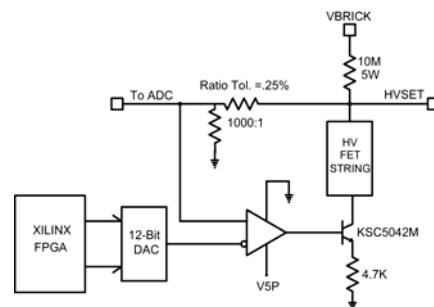 VBRICK
10M
5W
Ratio Tol. =.25%
To ADC
HVSET
1000:1
HV
FET
STRING
XILINX
FPGA
12-Bit
DAC
KSC5042M
V5P
4.7K